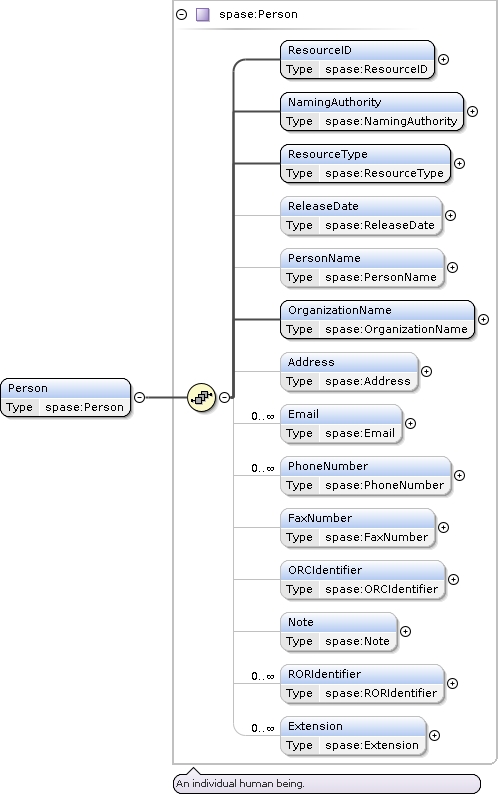 spase:Person
ResourceID
Type spase:ResourceID
NamingAuthority
Type spase:NamingAuthority
ResourceType
Type spase:ResourceType
ReleaseDate
Type spase:ReleaseDate
PersonName
Type spase:PersonName
OrganizationName
Type spase:OrganizationName
Person
Type spase:Person
Address
Type spase:Address
0..∞
Email
Type spase:Email
0..∞
PhoneNumber
Type spase:PhoneNumber
FaxNumber
Type spase:FaxNumber
ORCIdentifier
Type spase:ORCIdentifier
Note
Type spase:Note
0..∞
RORIdentifier
Type spase:RORIdentifier
0..∞
Extension
Type spase:Extension
An individual human being.